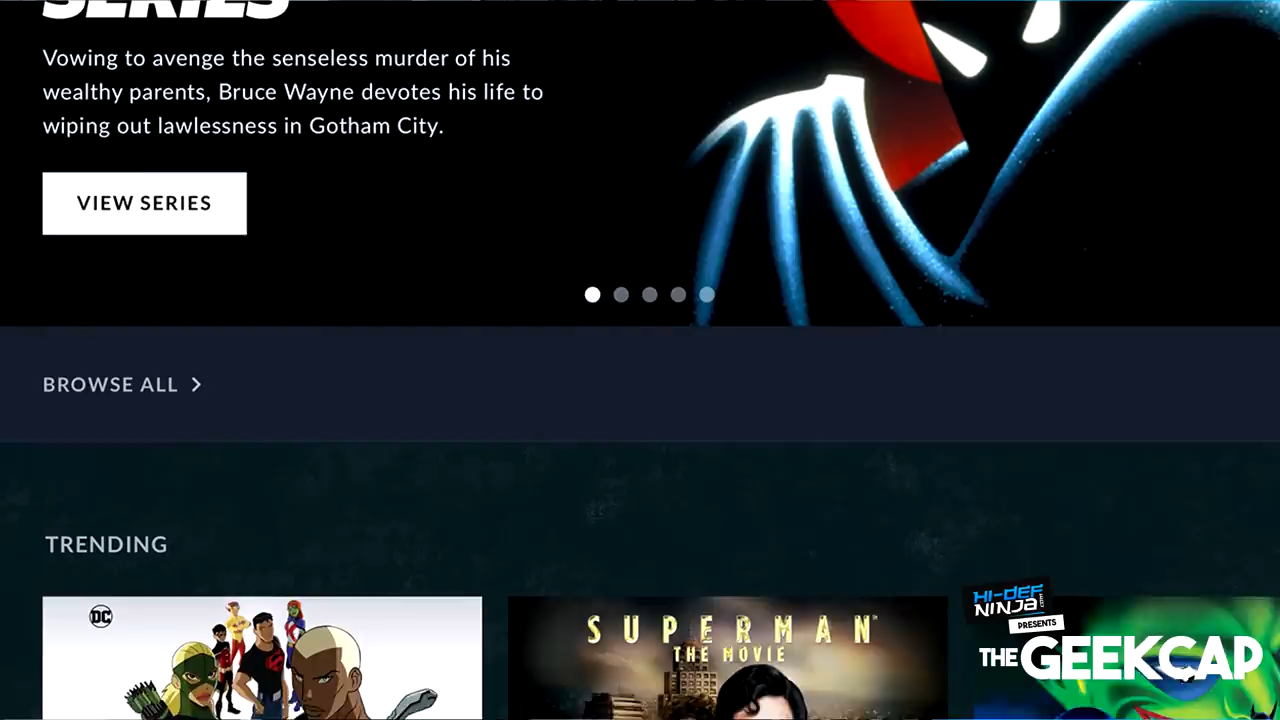 SERIES
Vowing to avenge the senseless murder of his
wealthy parents, Bruce Wayne devotes his life to
wiping out lawlessness in Gotham City.
VIEW SERIES
BROWSE ALL
TRENDING
DC
SUPERMAN
THE MOVIE
HI-DEF
NINJA
PRESENTS
THE GEEKCAP